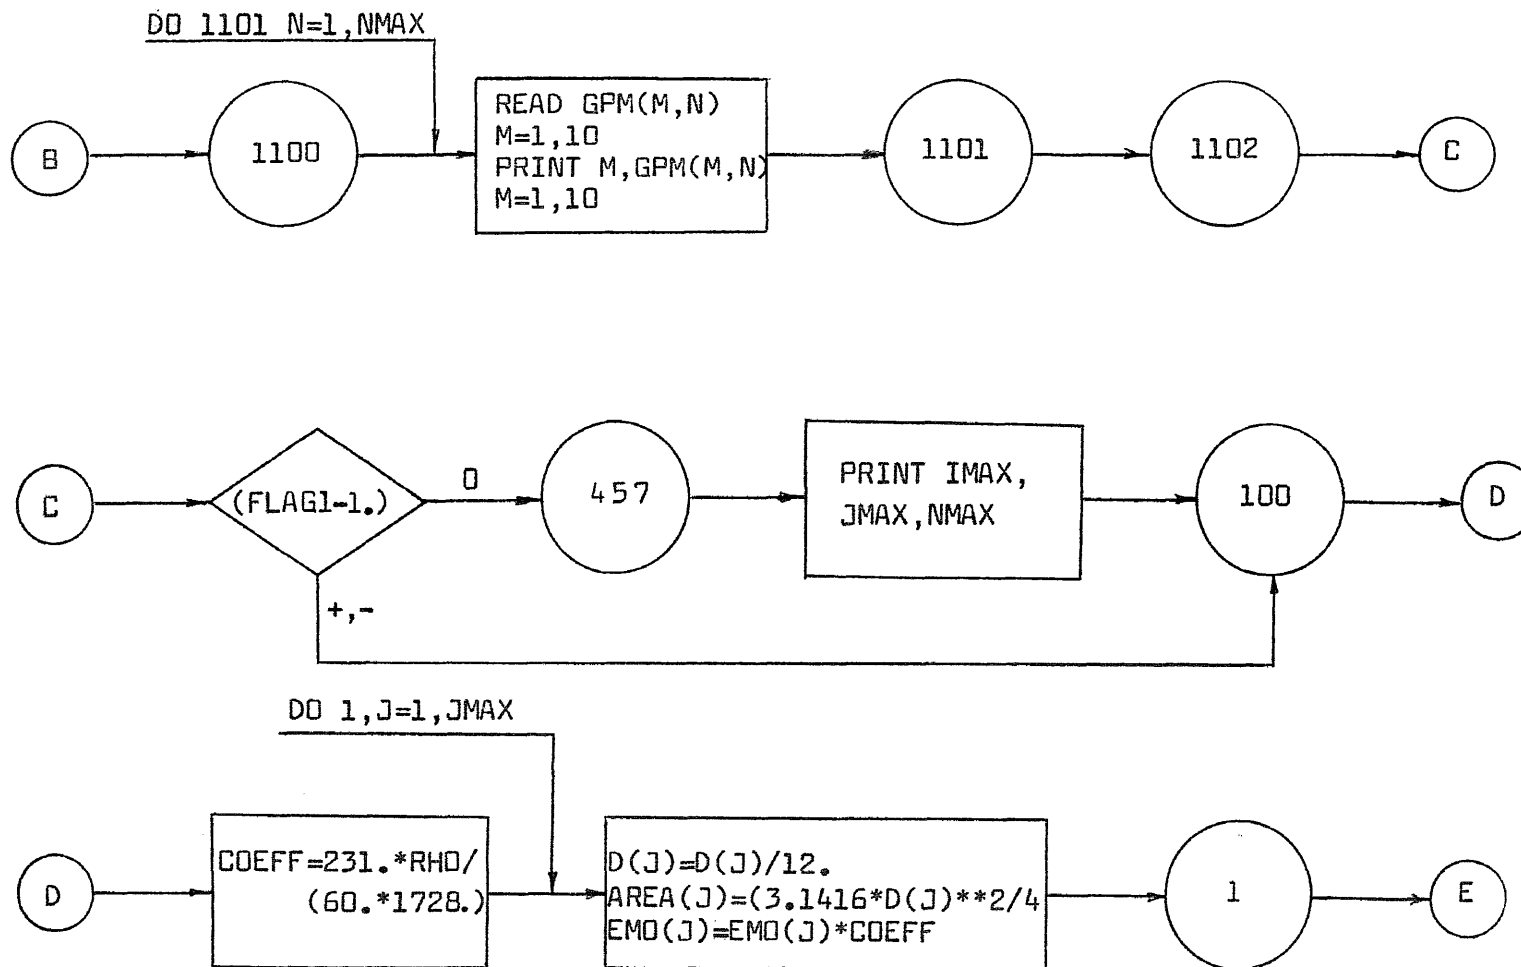 DO 1101 N=1,NMAX
B
1100
READ GPM(M,N)
M=1,10
PRINT M,GPM(M,N)
M=1,10
1101
1102
C
C
(FLAG1-1.)
0
457
PRINT IMAX,
JMAX,NMAX
100
D
+,-
DO 1,J=1,JMAX
D
COEFF=231.*RHO/
(60.*1728.)
D(J)=D(J)/12.
AREA(J)=(3.1416*D(J)**2/4
EMO(J)=EMO(J)*COEFF
1
E